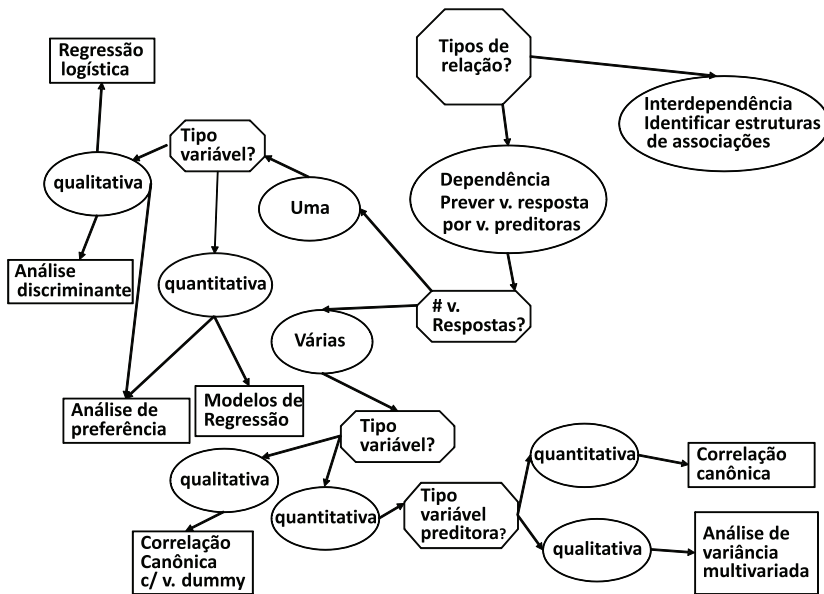 Tipos de
relação?
Interdependência
Identificar estruturas
de associações
Dependência
Prever v. resposta
por v. preditoras
# v.
Respostas?
Uma
Tipo
variável?
qualitativa
Regressão
logística
Análise
discriminante
quantitativa
Análise de
preferência
Modelos de
Regressão
Várias
Tipo
variável?
qualitativa
Correlação
Canônica
c/ v. dummy
quantitativa
Tipo
variável
preditora?
quantitativa
Correlação
canônica
qualitativa
Análise de
variância
multivariada